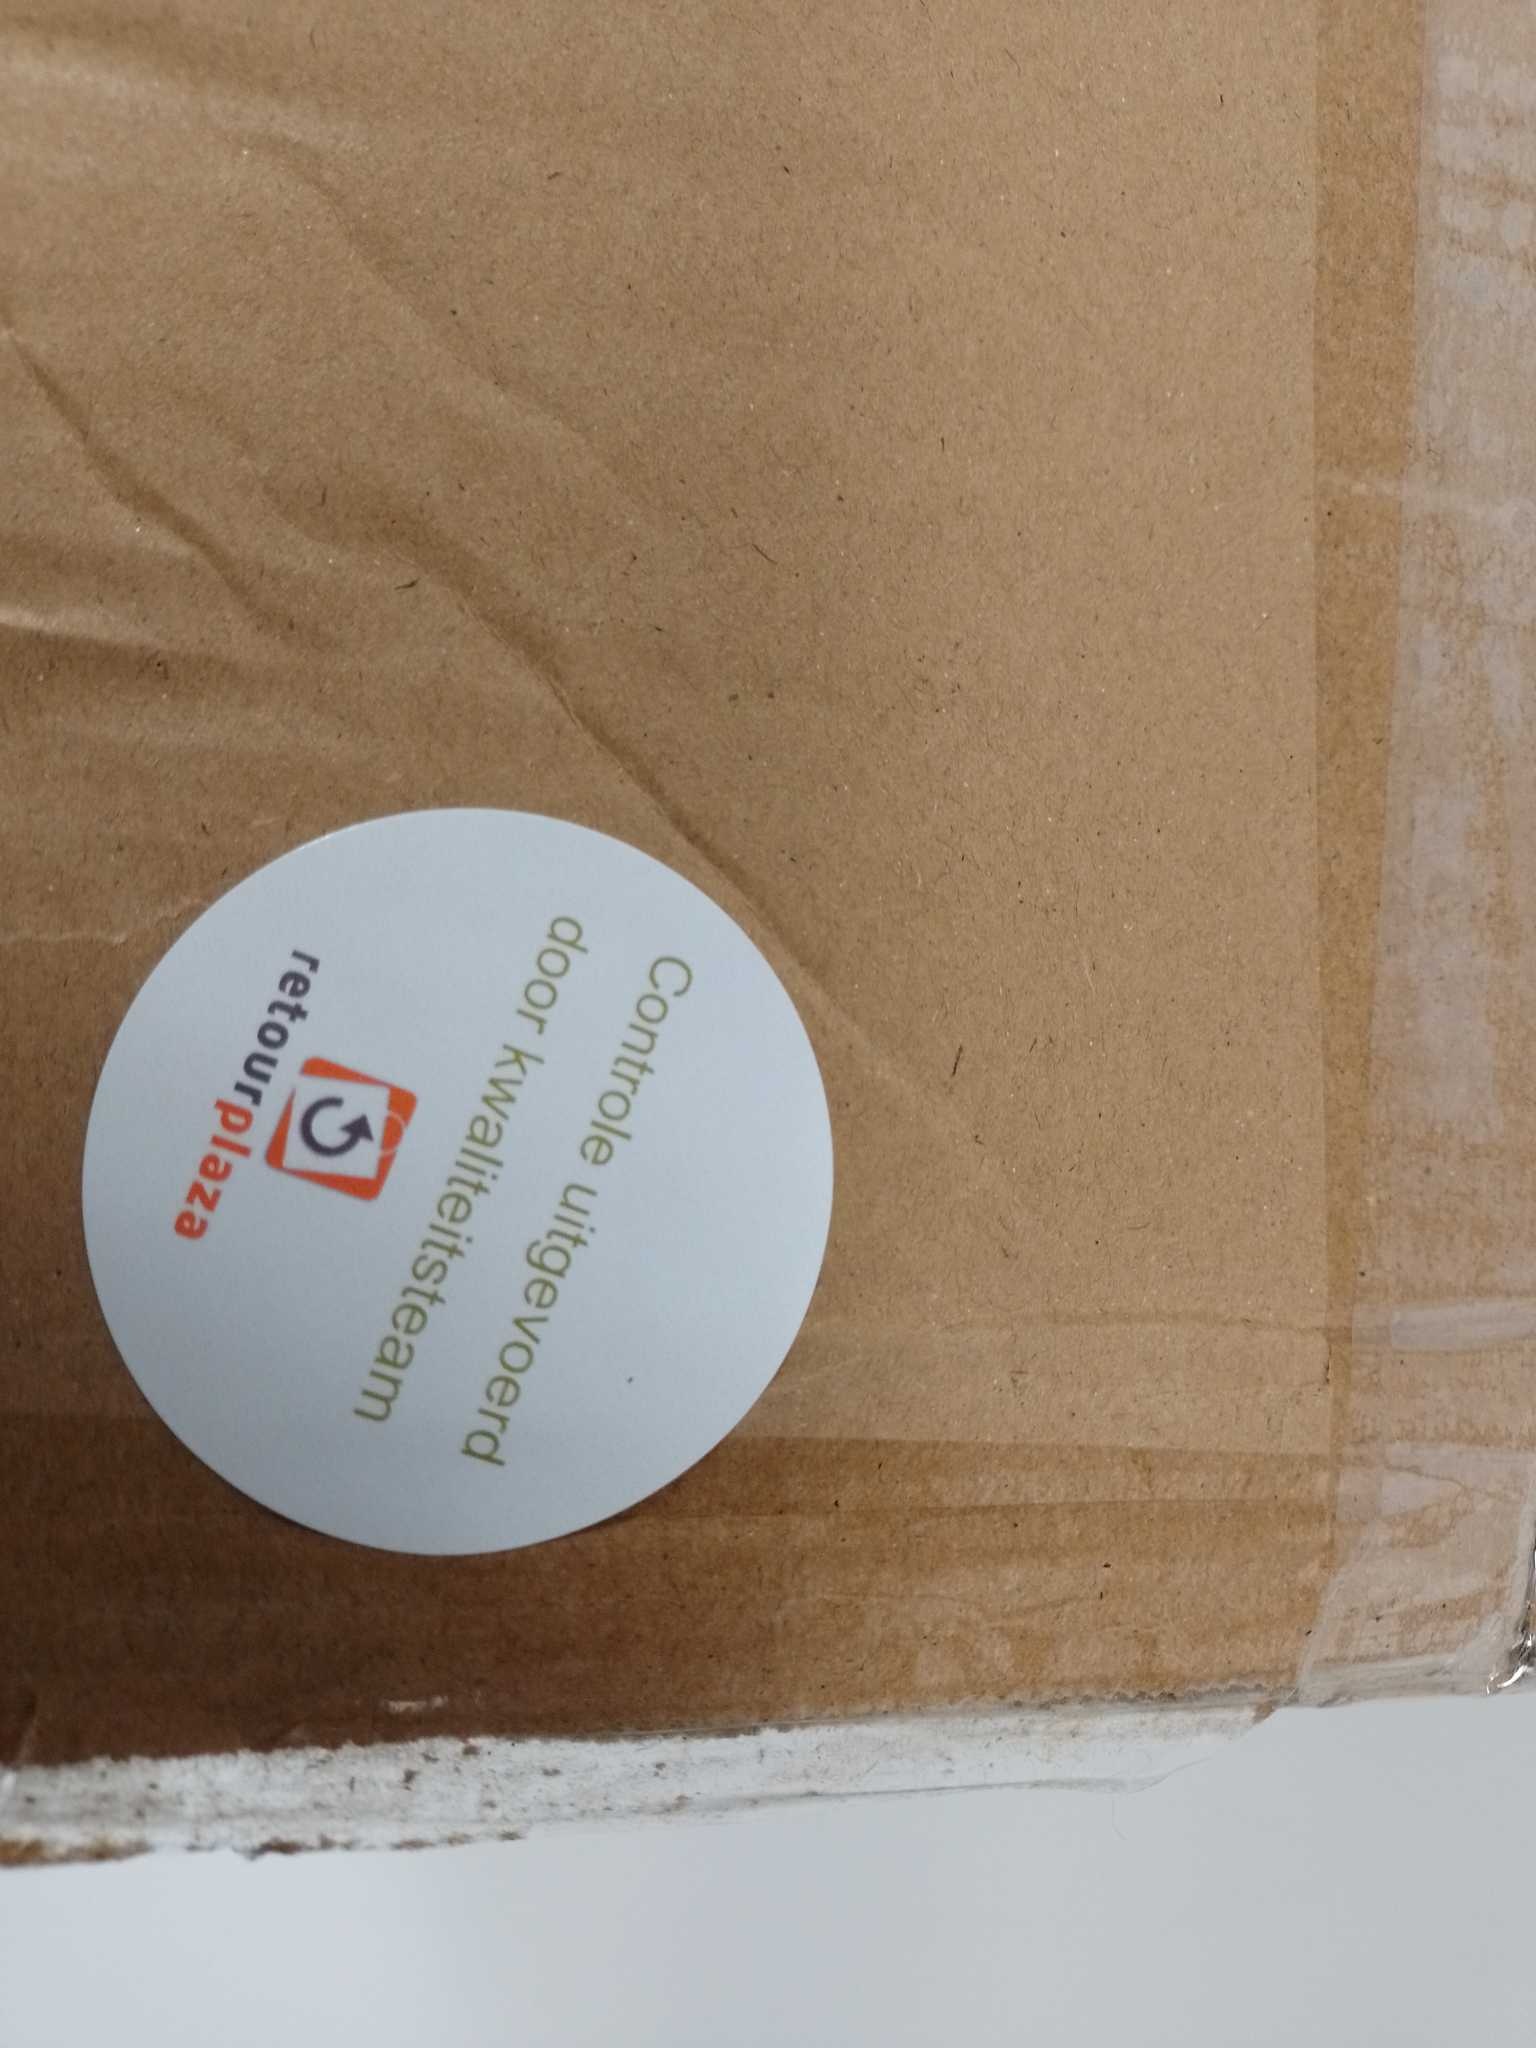 Controle uitgevoerd
door kwaliteitsteam
retourplaza